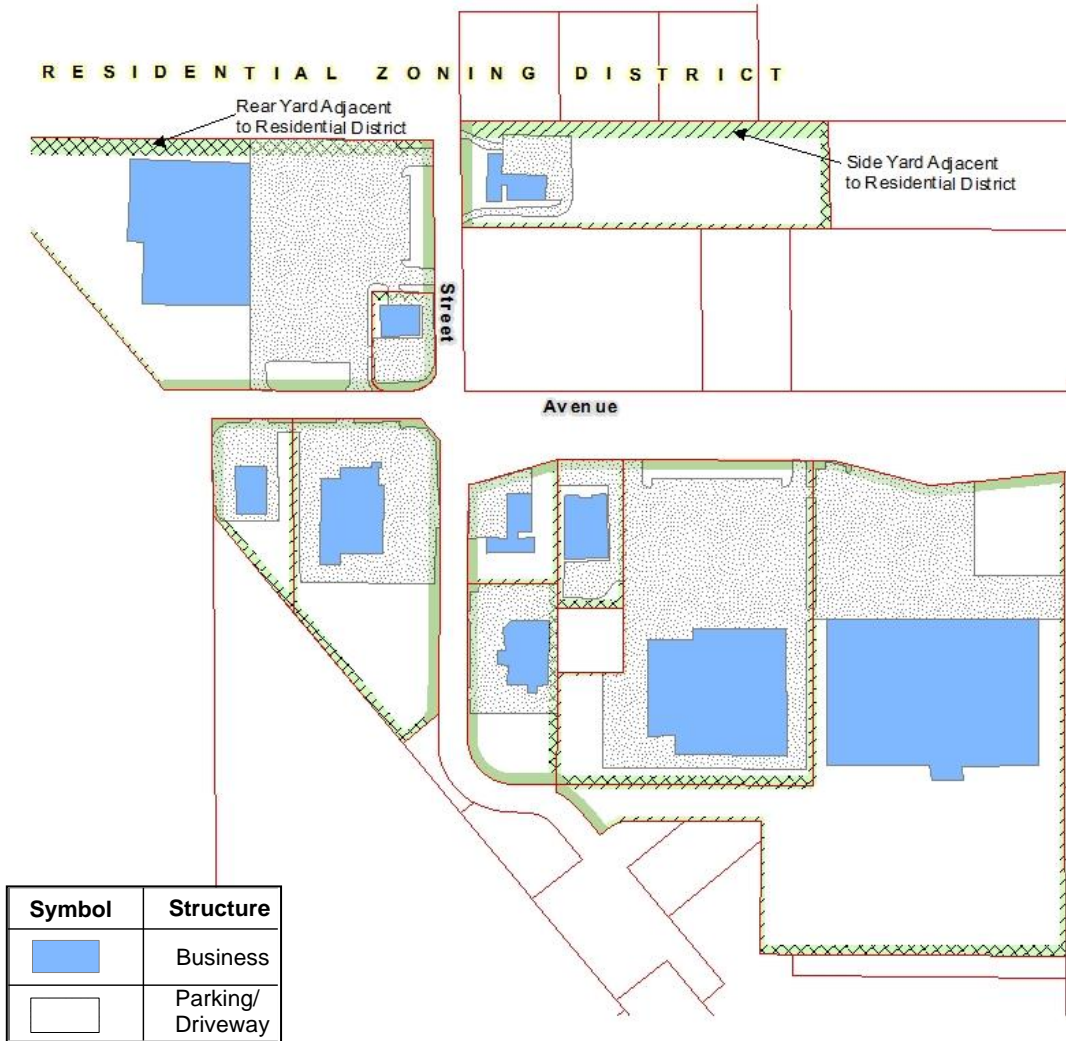 RESIDENTIAL ZONING DISTRICT
Rear Yard Adjacent
to Residential District
Side Yard Adjacent
to Residential District
Street
Avenue
Symbol Structure
Business
Parking/
Driveway